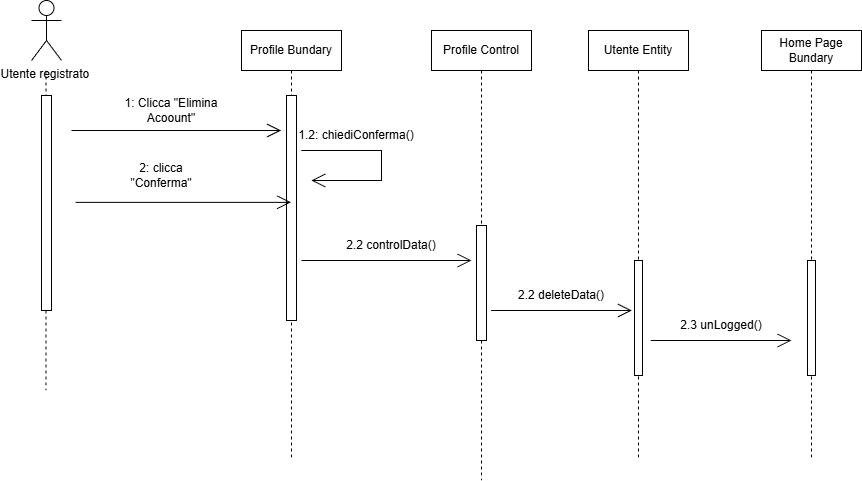 Utente registrato
Profile Bundary
Profile Control
Utente Entity
Home Page
Bundary
1: Clicca "Elimina
Acoount"
1.2: chiediConferma()
2: clicca
"Conferma"
2.2 controlData()
2.2 deleteData()
2.3 unLogged()